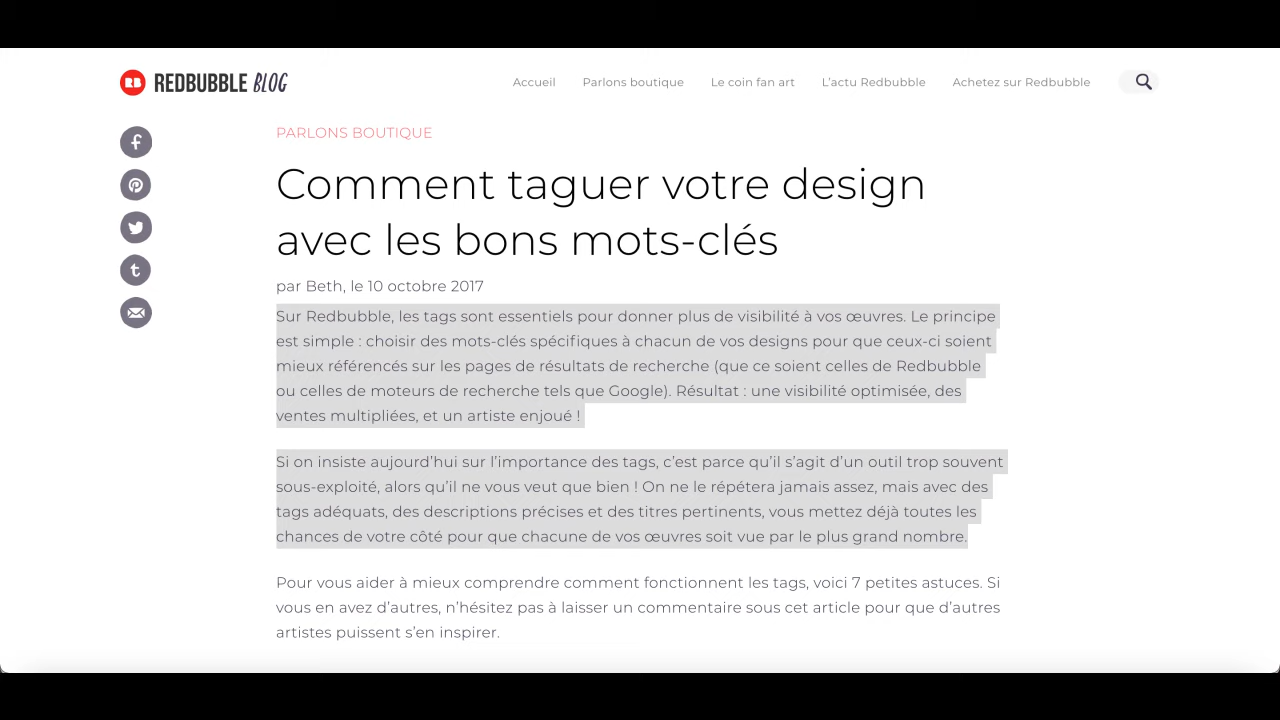 REDBUBBLE BLOG
Accueil Parlons boutique Le coin fan art L'actu Redbubble Achetez sur Redbubble
PARLONS BOUTIQUE
Comment taguer votre design
avec les bons mots-clés
par Beth, le 10 octobre 2017
Sur Redbubble, les tags sont essentiels pour donner plus de visibilité à vos œuvres. Le principe
est simple : choisir des mots-clés spécifiques à chacun de vos designs pour que ceux-ci soient
mieux référencés sur les pages de résultats de recherche (que ce soient celles de Redbubble
ou celles de moteurs de recherche tels que Google). Résultat : une visibilité optimisée, des
ventes multipliées, et un artiste enjoué !
Si on insiste aujourd'hui sur l'importance des tags, c'est parce qu'il s'agit d'un outil trop souvent
sous-exploité, alors qu'il ne vous veut que bien ! On ne le répétera jamais assez, mais avec des
tags adéquats, des descriptions précises et des titres pertinents, vous mettez déjà toutes les
chances de votre côté pour que chacune de vos œuvres soit vue par le plus grand nombre.
Pour vous aider à mieux comprendre comment fonctionnent les tags, voici 7 petites astuces. Si
vous en avez d'autres, n'hésitez pas à laisser un commentaire sous cet article pour que d'autres
artistes puissent s'en inspirer.